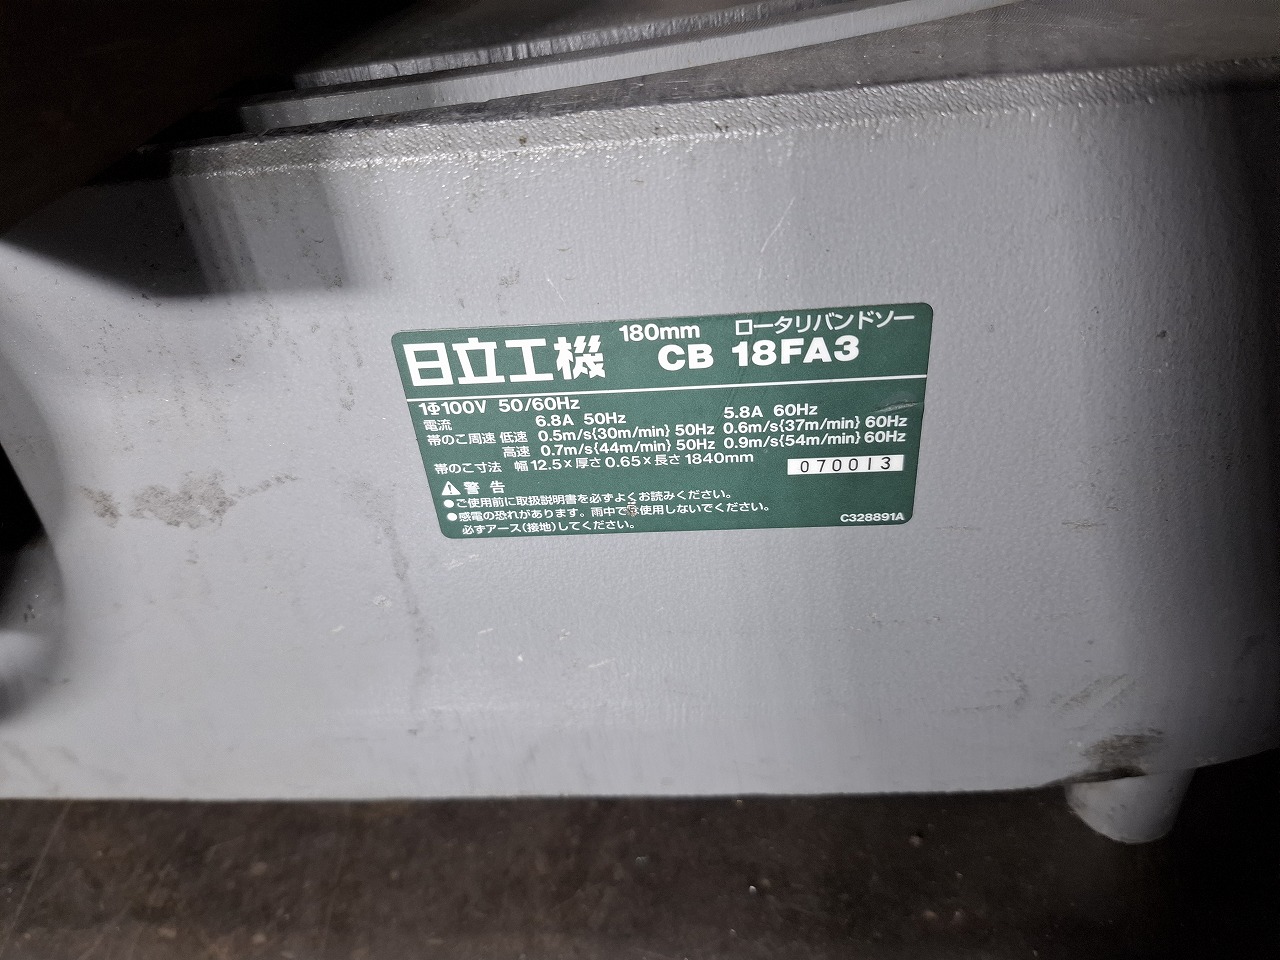 日立工機 180mm ロータリバンドソー
CB 18FA3
1Φ100V 50/60Hz
電流 6.8A 50Hz 5.8A 60Hz
帯のこ周速 低速 0.5m/s{30m/min} 50Hz 0.6m/s{37m/min} 60Hz
高速 0.7m/s{44m/min} 50Hz 0.9m/s{54m/min} 60Hz
帯のこ寸法 幅12.5×厚さ0.65×長さ1840mm
070013
警告
●ご使用前に取扱説明書を必ずよくお読みください。
●感電の恐れがあります。雨中では使用しないでください。
必ずアース(接地)してください。
C328891A